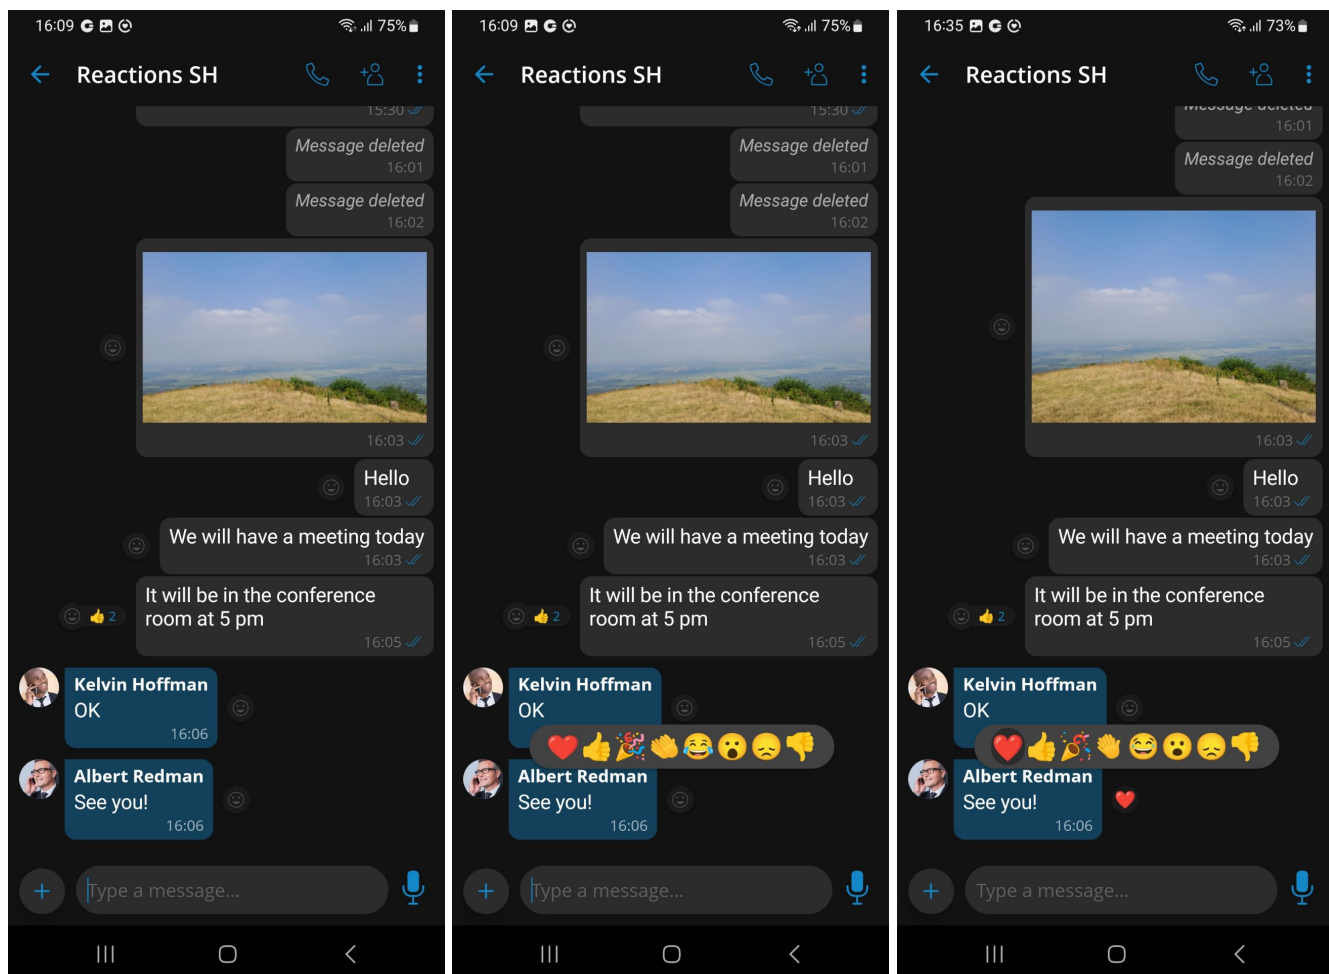 16:09
75%
Reactions SH
15:30
Message deleted
16:01
Message deleted
16:02
16:03
Hello
16:03
We will have a meeting today
16:03
2
It will be in the conference
room at 5 pm
16:05
Kelvin Hoffman
OK
16:06
Albert Redman
See you!
16:06
Type a message...
16:09
75%
Reactions SH
15:30
Message deleted
16:01
Message deleted
16:02
16:03
Hello
16:03
We will have a meeting today
16:03
2
It will be in the conference
room at 5 pm
16:05
Kelvin Hoffman
OK
Albert Redman
See you!
16:06
Type a message...
16:35
73%
Reactions SH
Message deleted
16:01
Message deleted
16:02
16:03
Hello
16:03
We will have a meeting today
16:03
2
It will be in the conference
room at 5 pm
16:05
Kelvin Hoffman
OK
Albert Redman
See you!
16:06
Type a message...